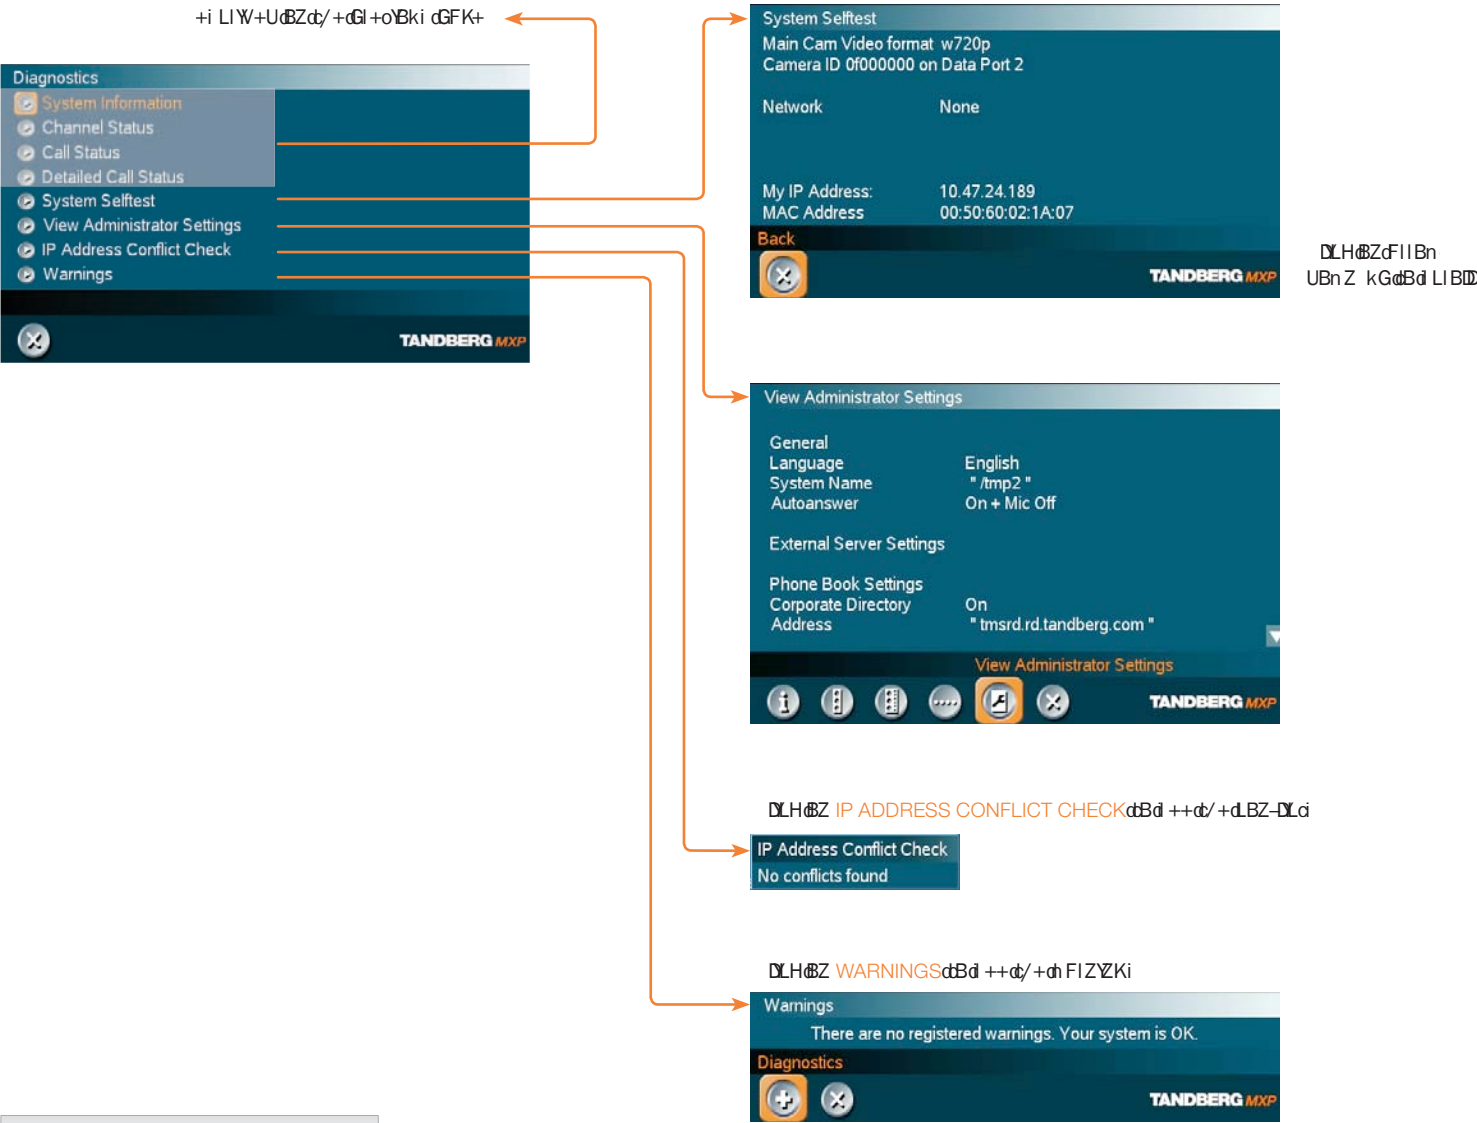 Diagnostics
System Information
Channel Status
Call Status
Detailed Call Status
System Selftest
View Administrator Settings
IP Address Conflict Check
Warnings
TANDBERG MXP
System Selftest
Main Cam Video format w720p
Camera ID 0f000000 on Data Port 2
Network None
My IP Address: 10.47.24.189
MAC Address 00:50:60:02:1A:07
Back
TANDBERG MXP
View Administrator Settings
General
Language English
System Name " /tmp2 "
Autoanswer On + Mic Off
External Server Settings
Phone Book Settings
Corporate Directory On
Address " tmsrd.rd.tandberg.com "
View Administrator Settings
TANDBERG MXP
IP ADDRESS CONFLICT CHECK
IP Address Conflict Check
No conflicts found
WARNINGS
Warnings
There are no registered warnings. Your system is OK.
Diagnostics
TANDBERG MXP